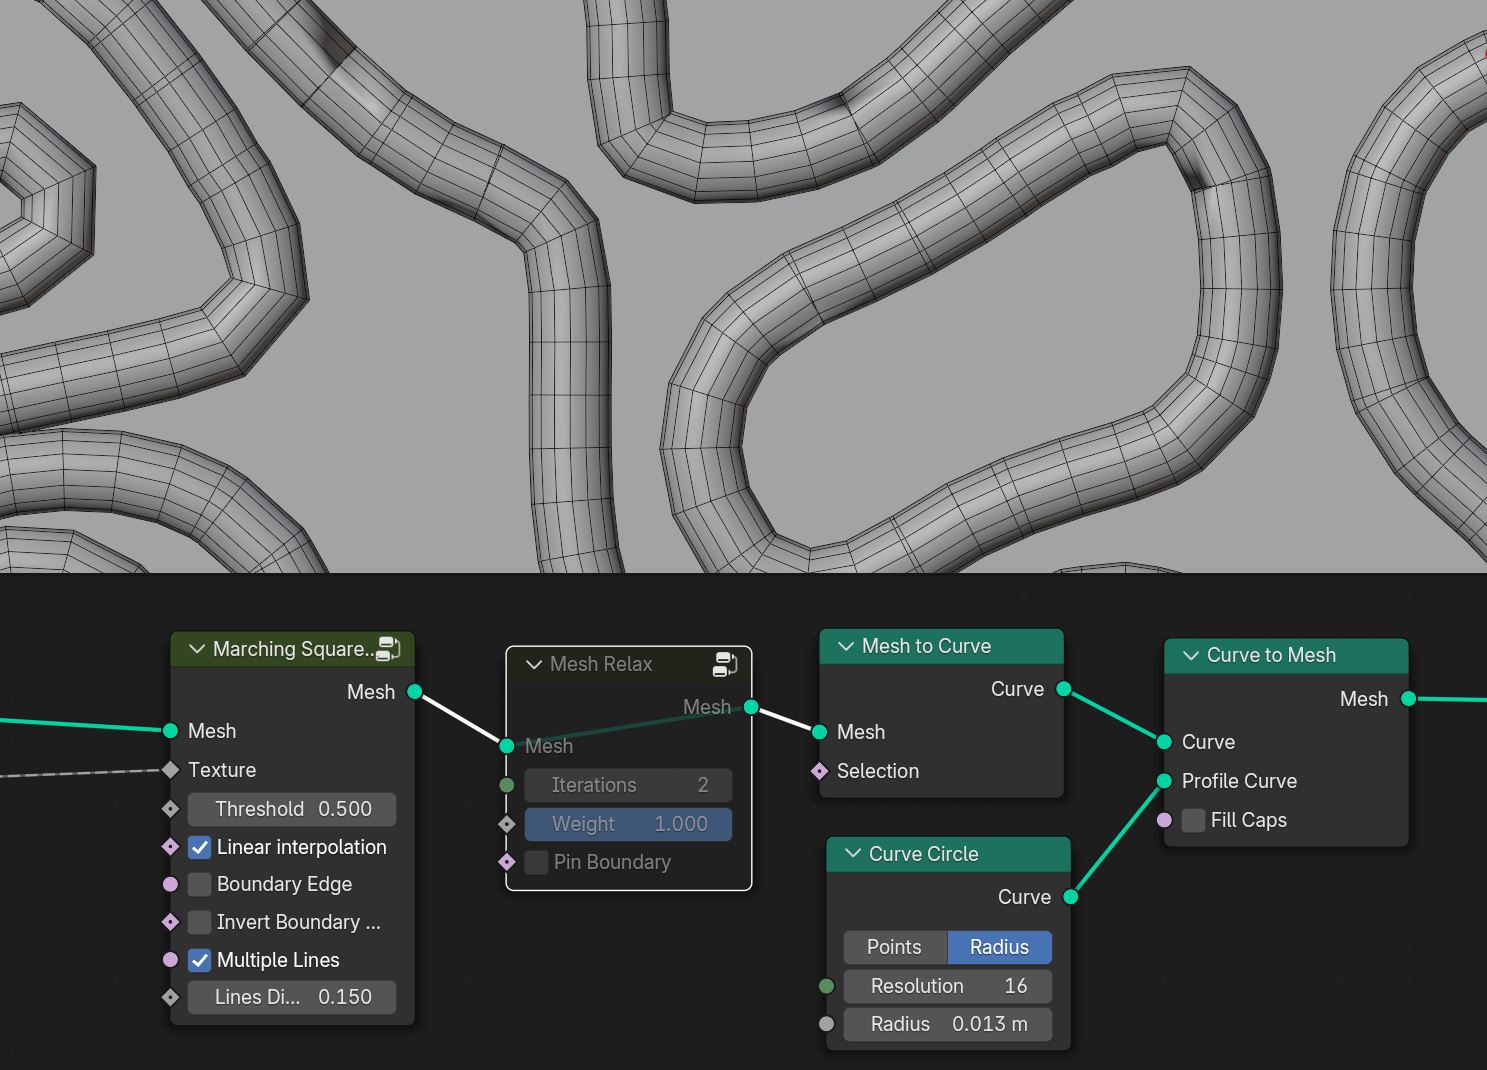 Marching Square...
Mesh
Mesh
Texture
Threshold 0.500
Linear interpolation
Boundary Edge
Invert Boundary ...
Multiple Lines
Lines Di... 0.150
Mesh Relax
Mesh
Mesh
Iterations 2
Weight 1.000
Pin Boundary
Mesh to Curve
Curve
Mesh
Selection
Curve Circle
Curve
Points Radius
Resolution 16
Radius 0.013 m
Curve to Mesh
Mesh
Curve
Profile Curve
Fill Caps